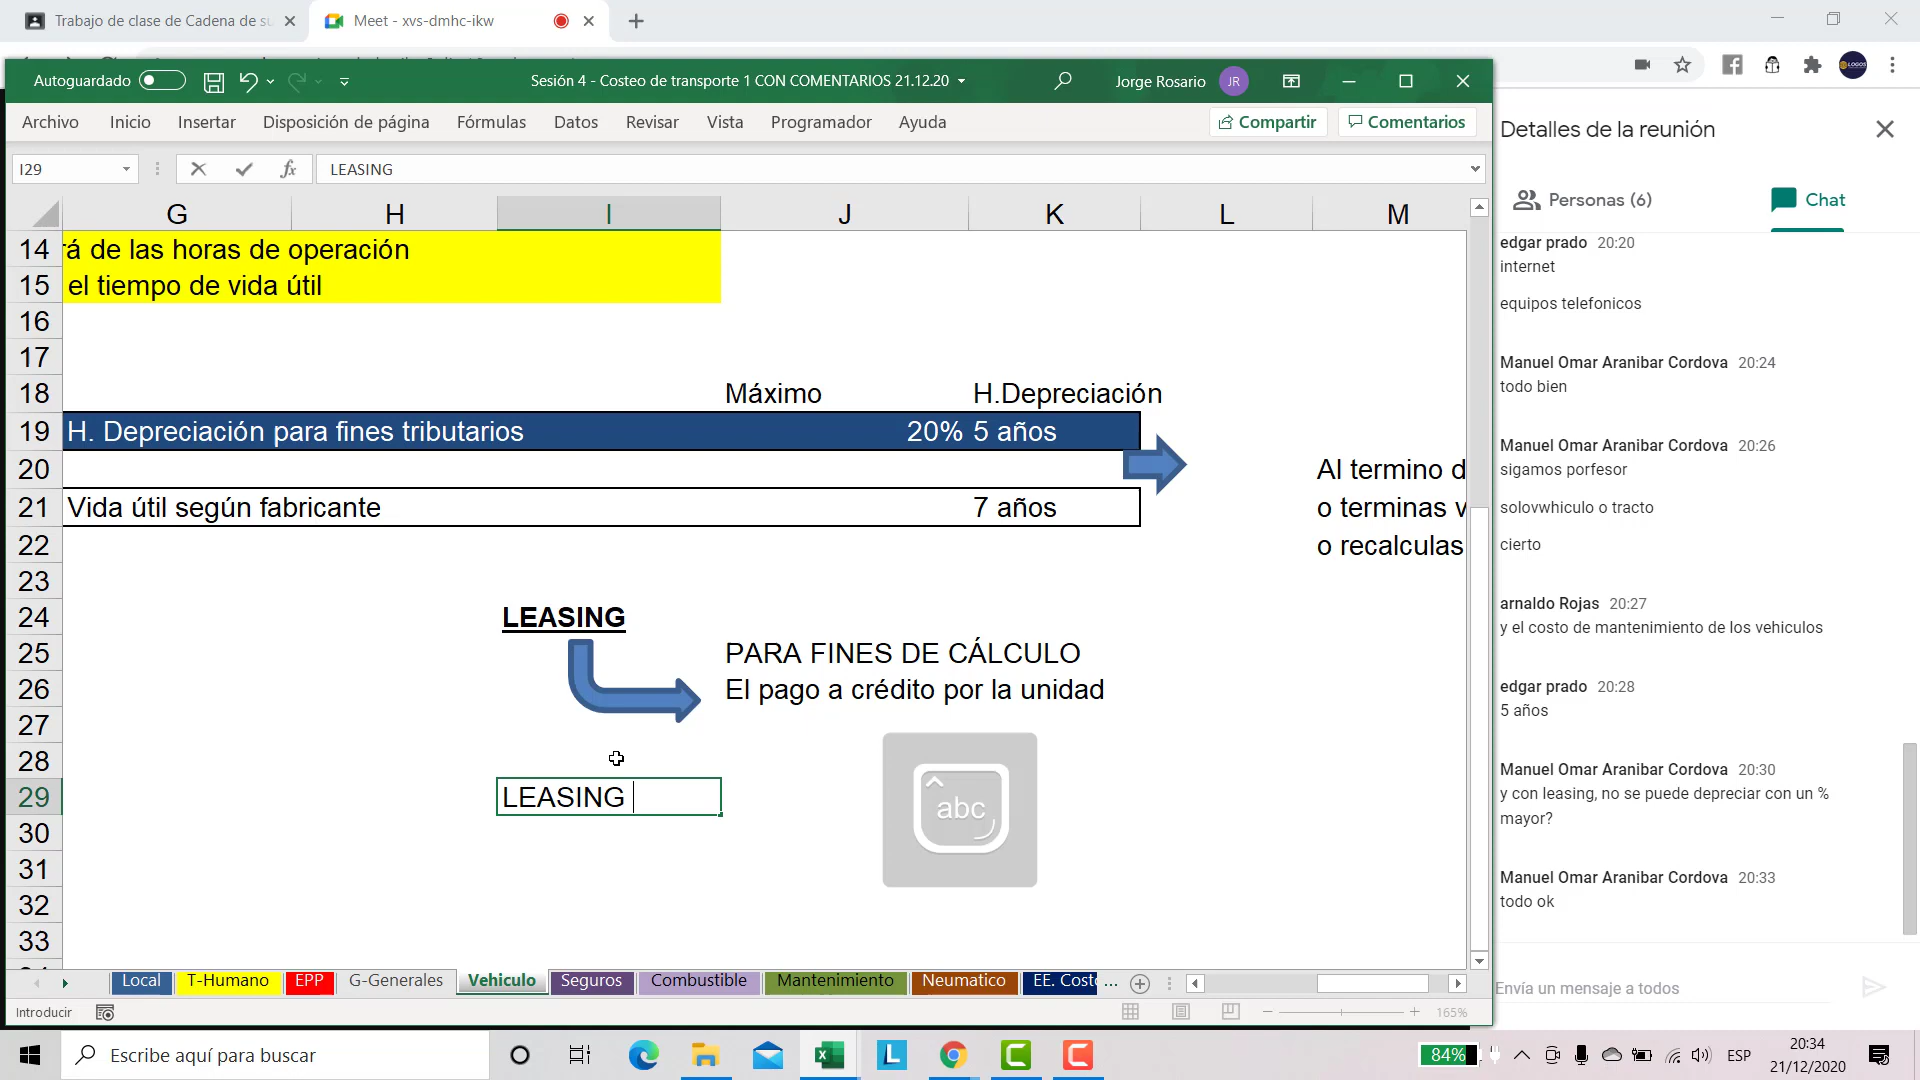 Trabajo de clase de Cadena de su
Meet - xvs-dmhc-ikw
Autoguardado
Sesión 4 - Costeo de transporte 1 CON COMENTARIOS 21.12.20
Jorge Rosario
JR
Archivo Inicio Insertar Disposición de página Fórmulas Datos Revisar Vista Programador Ayuda
Compartir
Comentarios
I29
fx
LEASING
G H I J K L M
14 rá de las horas de operación
15 el tiempo de vida útil
16
17
18 Máximo H.Depreciación
19 H. Depreciación para fines tributarios 20% 5 años
20 Al termino d
21 Vida útil según fabricante 7 años o terminas v
22 o recalculas
23
24 LEASING
25 PARA FINES DE CÁLCULO
26 El pago a crédito por la unidad
27
28
29 LEASING
30
31
32
33
abc
Local T-Humano EPP G-Generales Vehiculo Seguros Combustible Mantenimiento Neumatico EE. Coste ...
Introducir
165%
Detalles de la reunión
Personas (6)
Chat
edgar prado 20:20
internet
equipos telefonicos
Manuel Omar Aranibar Cordova 20:24
todo bien
Manuel Omar Aranibar Cordova 20:26
sigamos porfesor
solovwhiculo o tracto
cierto
arnaldo Rojas 20:27
y el costo de mantenimiento de los vehiculos
edgar prado 20:28
5 años
Manuel Omar Aranibar Cordova 20:30
y con leasing, no se puede depreciar con un %
mayor?
Manuel Omar Aranibar Cordova 20:33
todo ok
Envía un mensaje a todos
Escribe aquí para buscar
84%
ESP
20:34
21/12/2020